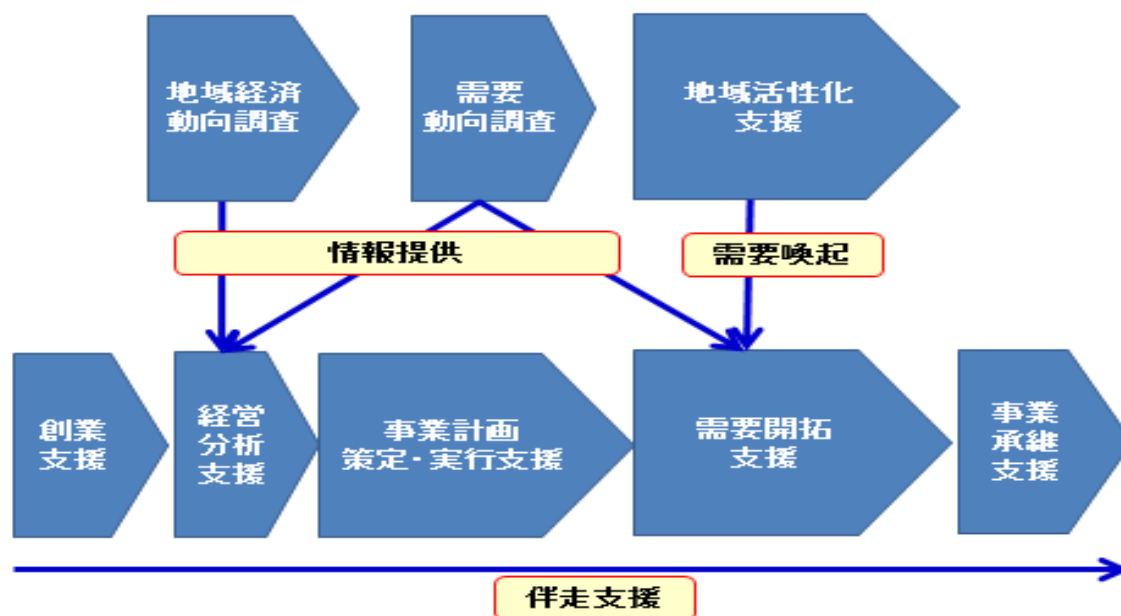 地域経済
動向調査
需要
動向調査
地域活性化
支援
情報提供
需要喚起
創業
支援
経営
分析
支援
事業計画
策定・実行支援
需要開拓
支援
事業
承継
支援
伴走支援